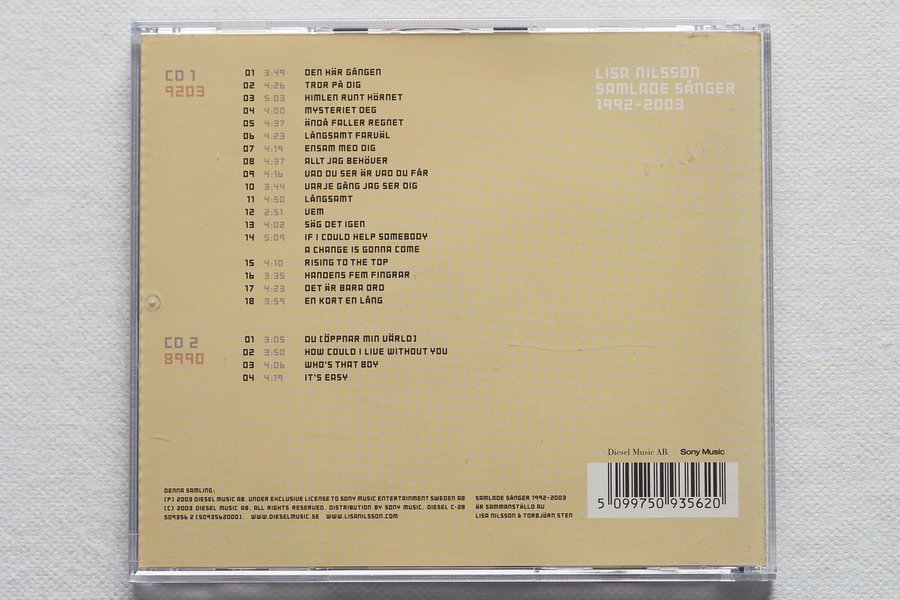 CD 1
9203
01 3:49 DEN HÄR GÅNGEN
02 4:26 TROR PÅ DIG
03 5:03 HIMLEN RUNT HÖRNET
04 4:00 MYSTERIET DEG
05 4:37 ÄNDÅ FALLER REGNET
06 4:23 LÅNGSAMT FARVÄL
07 4:19 ENSAM MED DIG
08 4:37 ALLT JAG BEHÖVER
09 4:16 VAD DU SER ÄR VAD DU FÅR
10 3:44 VARJE GÅNG JAG SER DIG
11 4:50 LÅNGSAMT
12 2:51 VEM
13 4:02 SÄG DET IGEN
14 5:09 IF I COULD HELP SOMEBODY
A CHANGE IS GONNA COME
15 4:10 RISING TO THE TOP
16 3:35 HANDENS FEM FINGRAR
17 4:23 DET ÄR BARA ORD
18 3:59 EN KORT EN LÅNG
LISA NILSSON
SAMLADE SÅNGER
1992-2003
CD 2
8990
01 3:05 DU (ÖPPNAR MIN VÄRLD)
02 3:50 HOW COULD I LIVE WITHOUT YOU
03 4:06 WHO'S THAT BOY
04 4:19 IT'S EASY
DENNA SAMLING:
(P) 2003 DIESEL MUSIC AB. UNDER EXCLUSIVE LICENSE TO SONY MUSIC ENTERTAINMENT SWEDEN AB
(C) 2003 DIESEL MUSIC AB. ALL RIGHTS RESERVED. DISTRIBUTION BY SONY MUSIC. DIESEL C-28
509356 2 (5093562000). WWW.DIESELMUSIC.SE WWW.LISANILSSON.COM
SAMLADE SÅNGER 1992-2003
ÄR SAMMANSTÄLLD AV
LISA NILSSON & TORBJÖRN STEN
Diesel Music AB. Sony Music
5 099750 935620